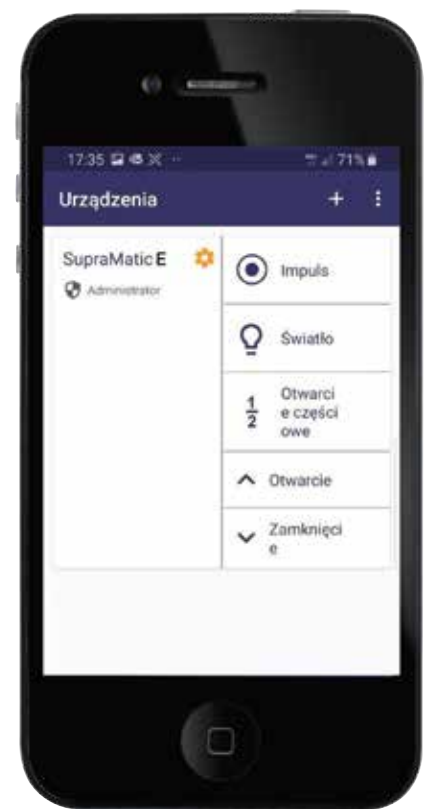 17:35
71%
Urządzenia
SupraMatic E
Administrator
Impuls
Światło
1
2
Otwarci
e części
owe
Otwarcie
Zamknięci
e